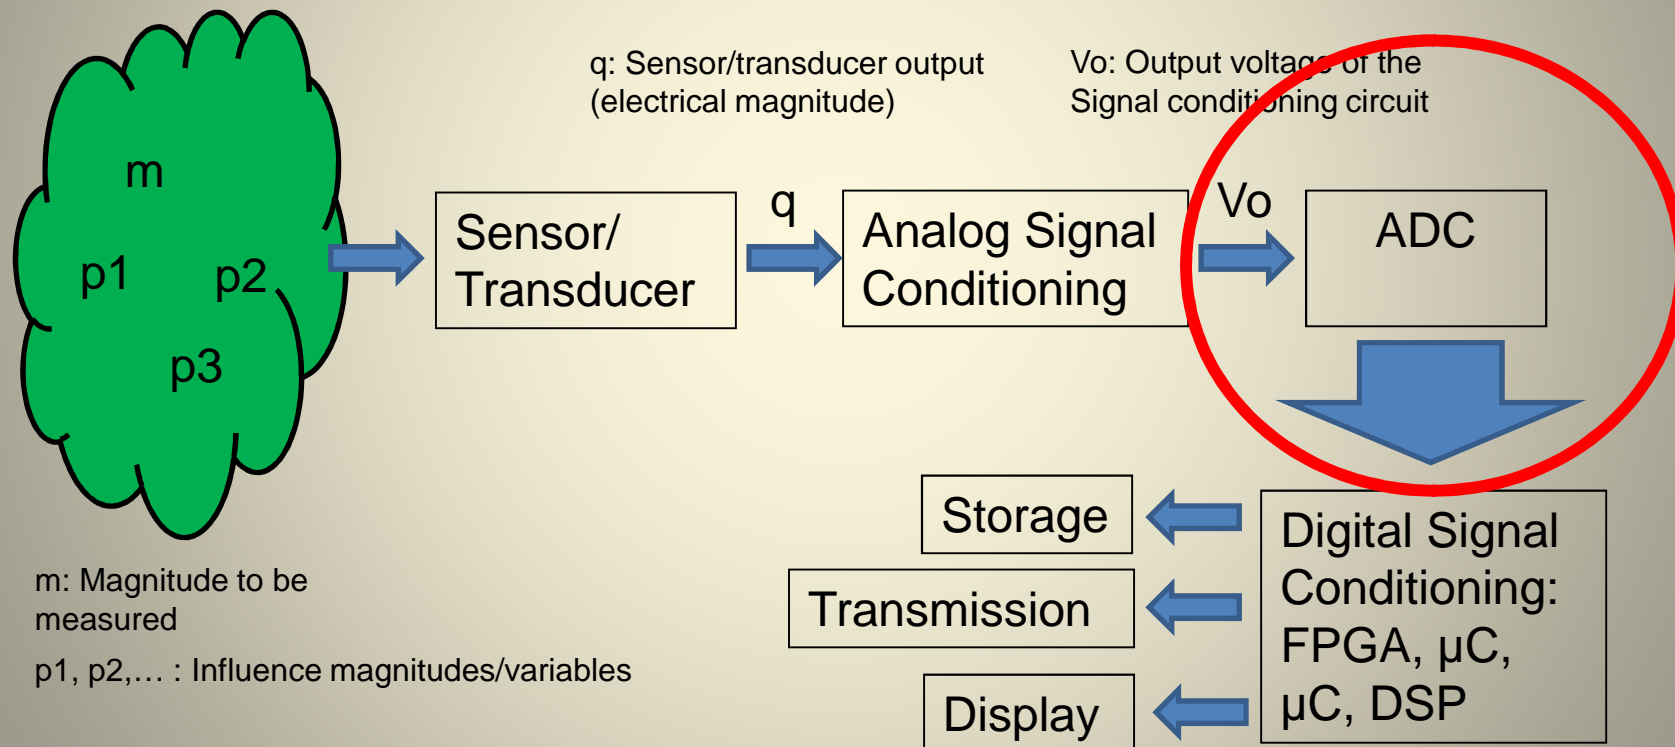 q: Sensor/transducer output
(electrical magnitude)
Vo: Output voltage of the
Signal conditioning circuit
m
p1
p2
p3
Sensor/
Transducer
q
Analog Signal
Conditioning
Vo
ADC
Storage
Transmission
Display
Digital Signal
Conditioning:
FPGA, µC,
µC, DSP
m: Magnitude to be
measured
p1, p2,… : Influence magnitudes/variables